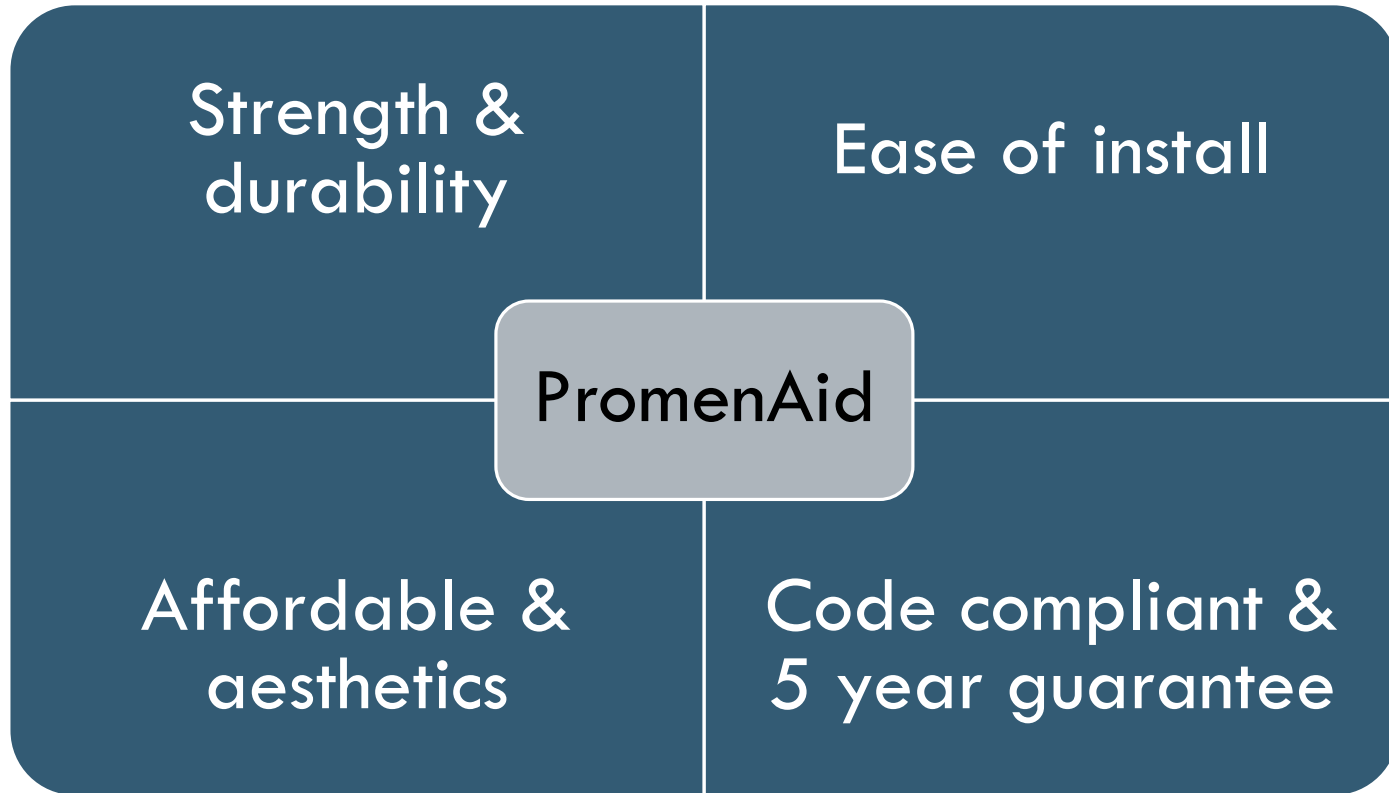 Strength &
durability
Ease of install
PromenAid
Affordable &
aesthetics
Code compliant &
5 year guarantee